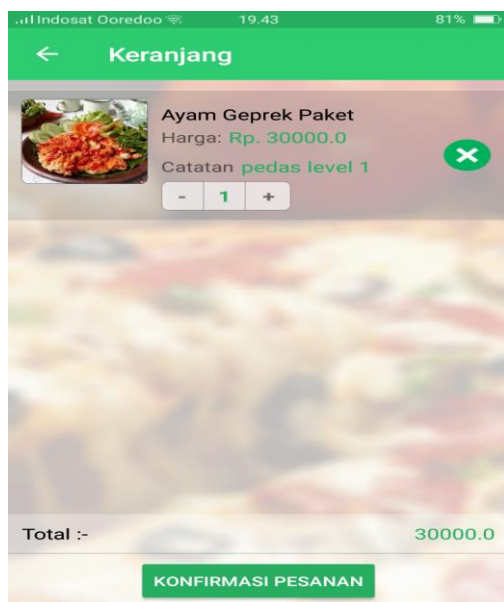 Indosat Ooredoo 19.43 81%
Keranjang
Ayam Geprek Paket
Harga: Rp. 30000.0
Catatan pedas level 1
- 1 +
Total :- 30000.0
KONFIRMASI PESANAN